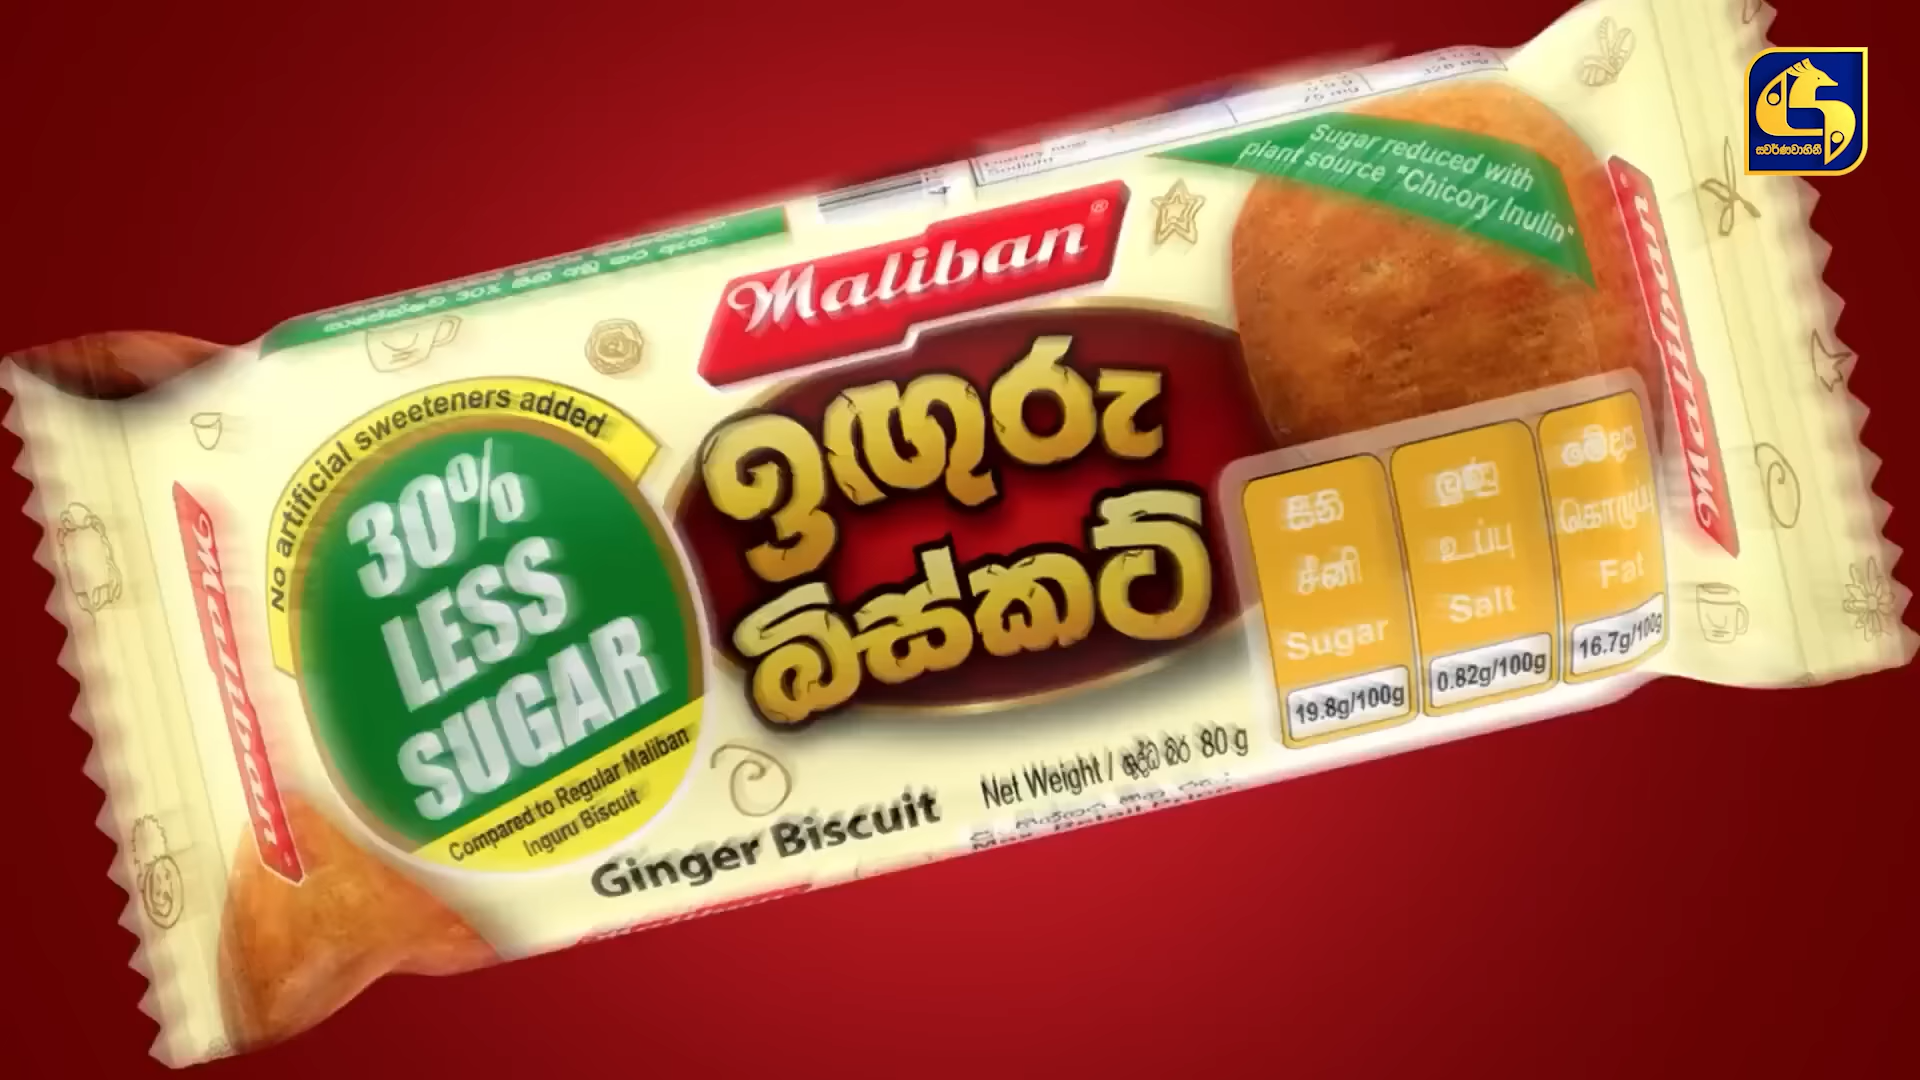 සවර්ණවාහිනී
Sugar reduced with
plant source "Chicory Inulin"
Maliban
ඉඟුරු
විස්කට්
No artificial sweeteners added
30%
LESS
SUGAR
Compared to Regular Maliban
Inguru Biscuit
Ginger Biscuit
Net Weight / ශුද්ධ බර 80 g
සීනි
சீனி
Sugar
19.8g/100g
ලුණු
உப்பு
Salt
0.82g/100g
මේදය
கொழுப்பு
Fat
16.7g/100g
Maliban
Maliban